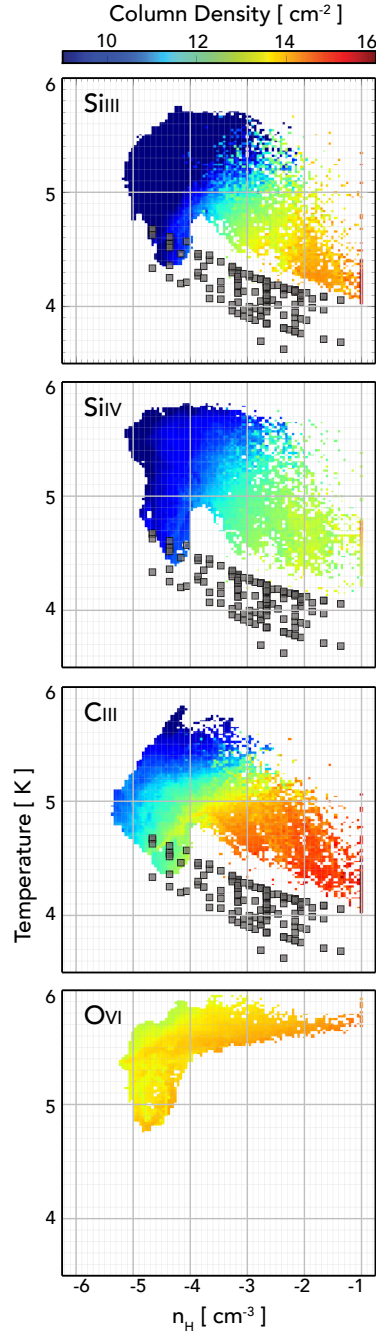 Column Density [ cm-2 ]
10 12 14 16
SiIII
6
5
4
SiIV
6
5
4
CIII
6
5
4
Temperature [ K ]
OVI
6
5
4
-6 -5 -4 -3 -2 -1
nH [ cm-3 ]